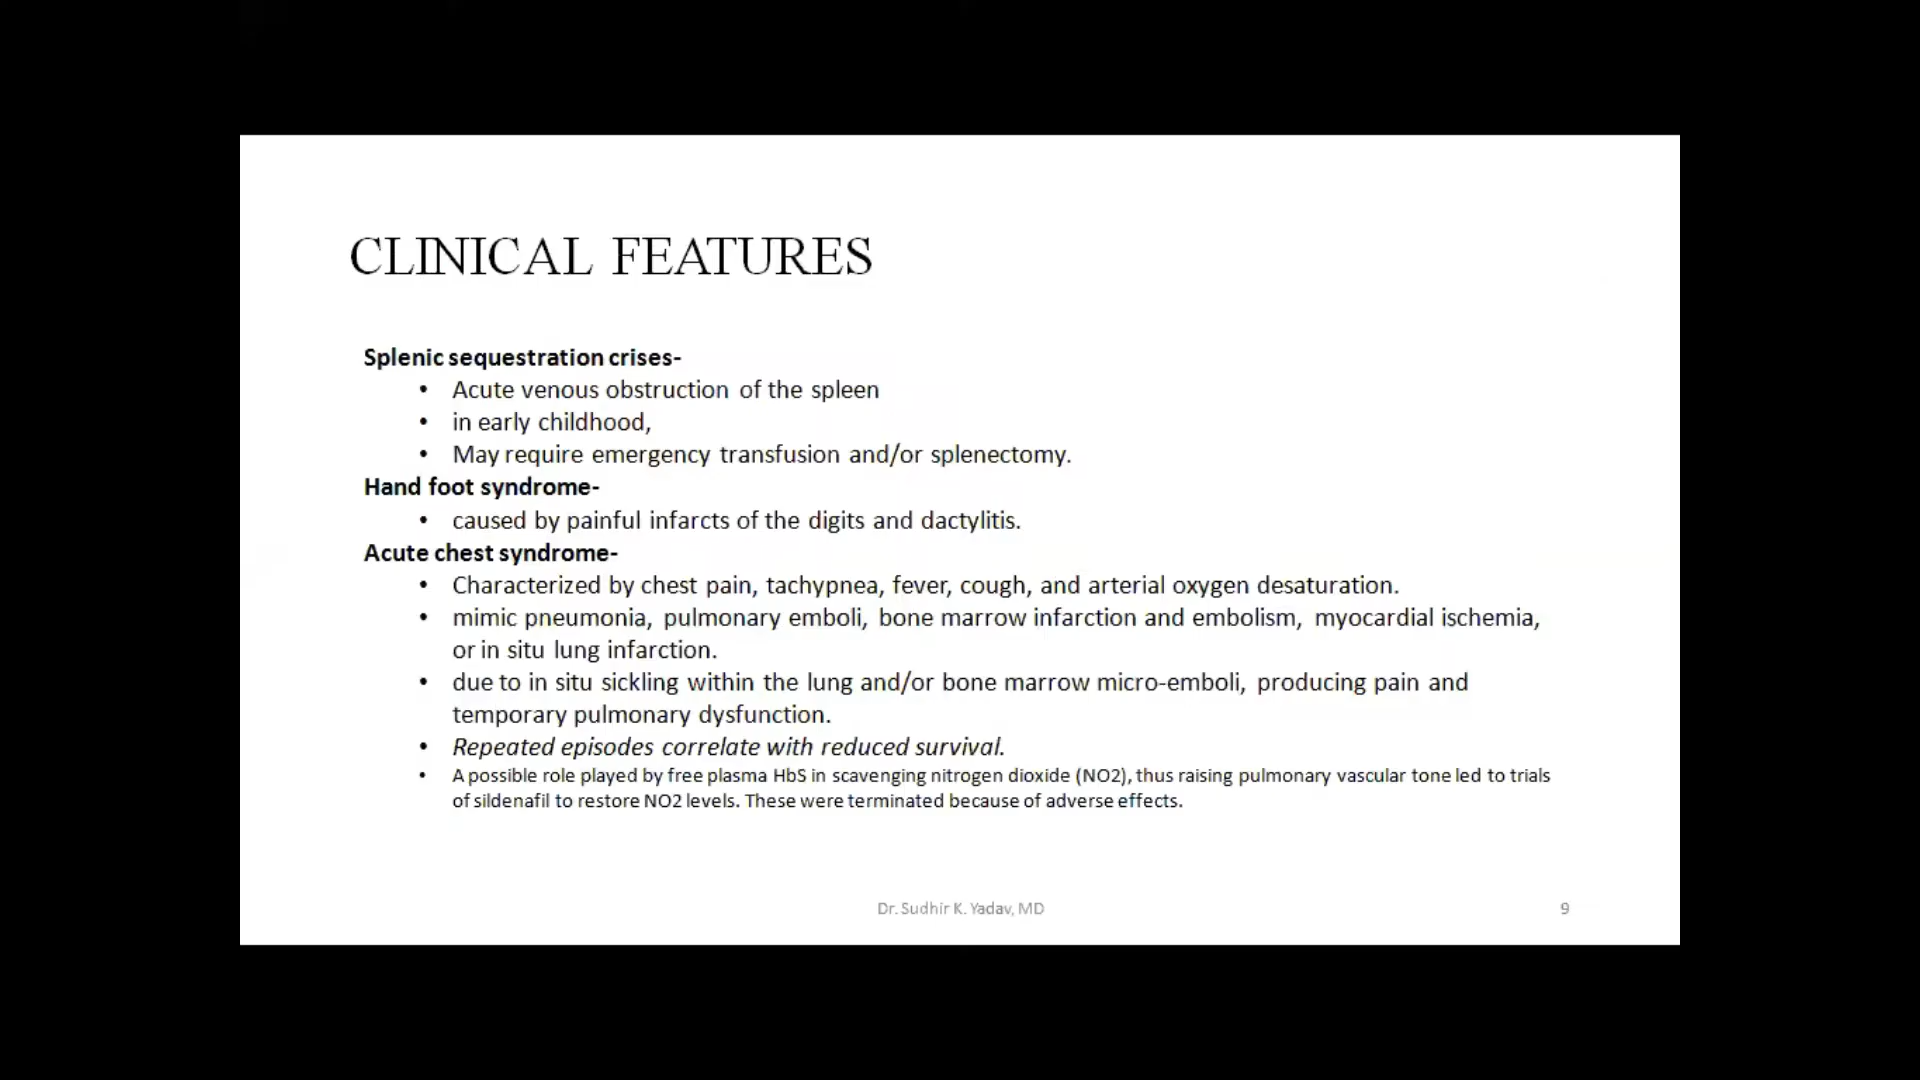 CLINICAL FEATURES
Splenic sequestration crises-
• Acute venous obstruction of the spleen
• in early childhood,
• May require emergency transfusion and/or splenectomy.
Hand foot syndrome-
• caused by painful infarcts of the digits and dactylitis.
Acute chest syndrome-
• Characterized by chest pain, tachypnea, fever, cough, and arterial oxygen desaturation.
• mimic pneumonia, pulmonary emboli, bone marrow infarction and embolism, myocardial ischemia,
or in situ lung infarction.
• due to in situ sickling within the lung and/or bone marrow micro-emboli, producing pain and
temporary pulmonary dysfunction.
• Repeated episodes correlate with reduced survival.
• A possible role played by free plasma HbS in scavenging nitrogen dioxide (NO2), thus raising pulmonary vascular tone led to trials
of sildenafil to restore NO2 levels. These were terminated because of adverse effects.
Dr. Sudhir K. Yadav, MD
9